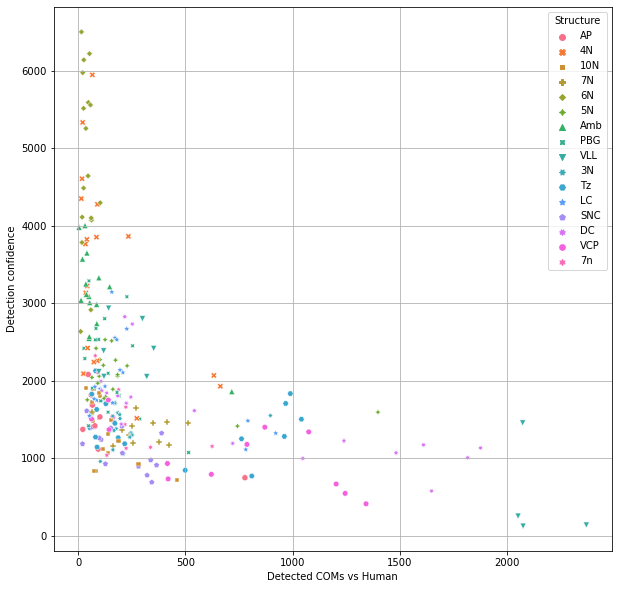 Structure
AP
4N
10N
7N
6N
5N
Amb
PBG
VLL
3N
Tz
LC
SNC
DC
VCP
7n
6000
5000
4000
3000
2000
1000
0
Detection confidence
0 500 1000 1500 2000
Detected COMs vs Human